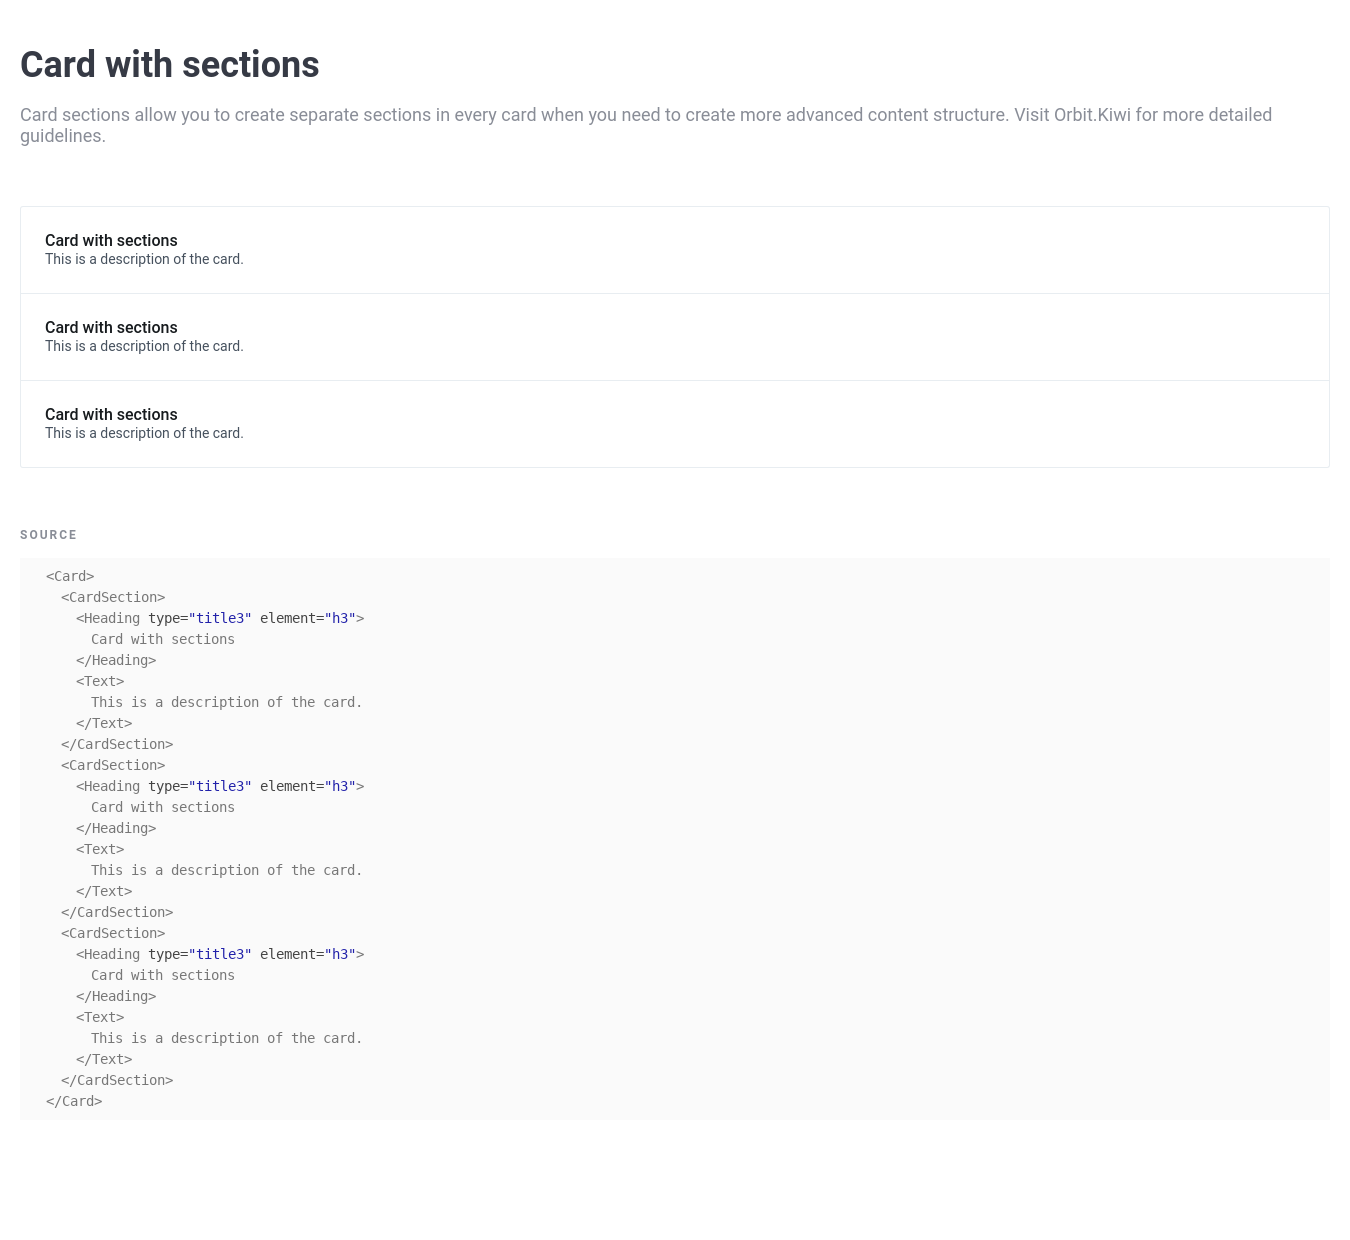 Card with sections
Card sections allow you to create separate sections in every card when you need to create more advanced content structure. Visit Orbit.Kiwi for more detailed
guidelines.
Card with sections
This is a description of the card.
Card with sections
This is a description of the card.
Card with sections
This is a description of the card.
SOURCE
<Card>
  <CardSection>
    <Heading type="title3" element="h3">
      Card with sections
    </Heading>
    <Text>
      This is a description of the card.
    </Text>
  </CardSection>
  <CardSection>
    <Heading type="title3" element="h3">
      Card with sections
    </Heading>
    <Text>
      This is a description of the card.
    </Text>
  </CardSection>
  <CardSection>
    <Heading type="title3" element="h3">
      Card with sections
    </Heading>
    <Text>
      This is a description of the card.
    </Text>
  </CardSection>
</Card>